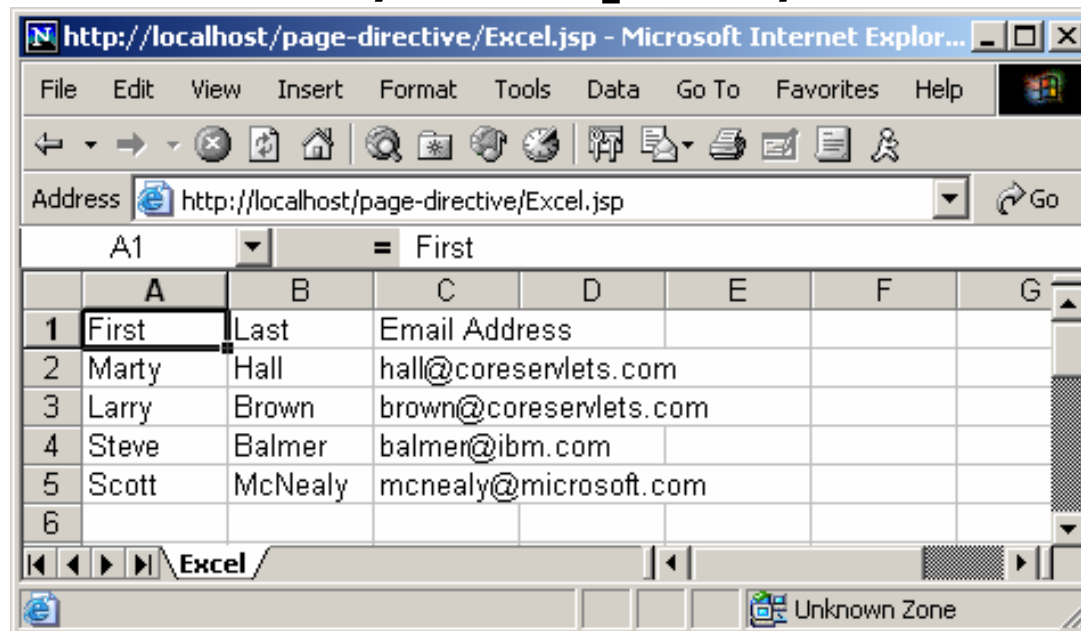 http://localhost/page-directive/Excel.jsp - Microsoft Internet Explor...
File Edit View Insert Format Tools Data Go To Favorites Help
Address http://localhost/page-directive/Excel.jsp Go
A1 = First
A B C D E F G
1 First Last Email Address
2 Marty Hall hall@coreservlets.com
3 Larry Brown brown@coreservlets.com
4 Steve Balmer balmer@ibm.com
5 Scott McNealy mcnealy@microsoft.com
6
Excel
Unknown Zone